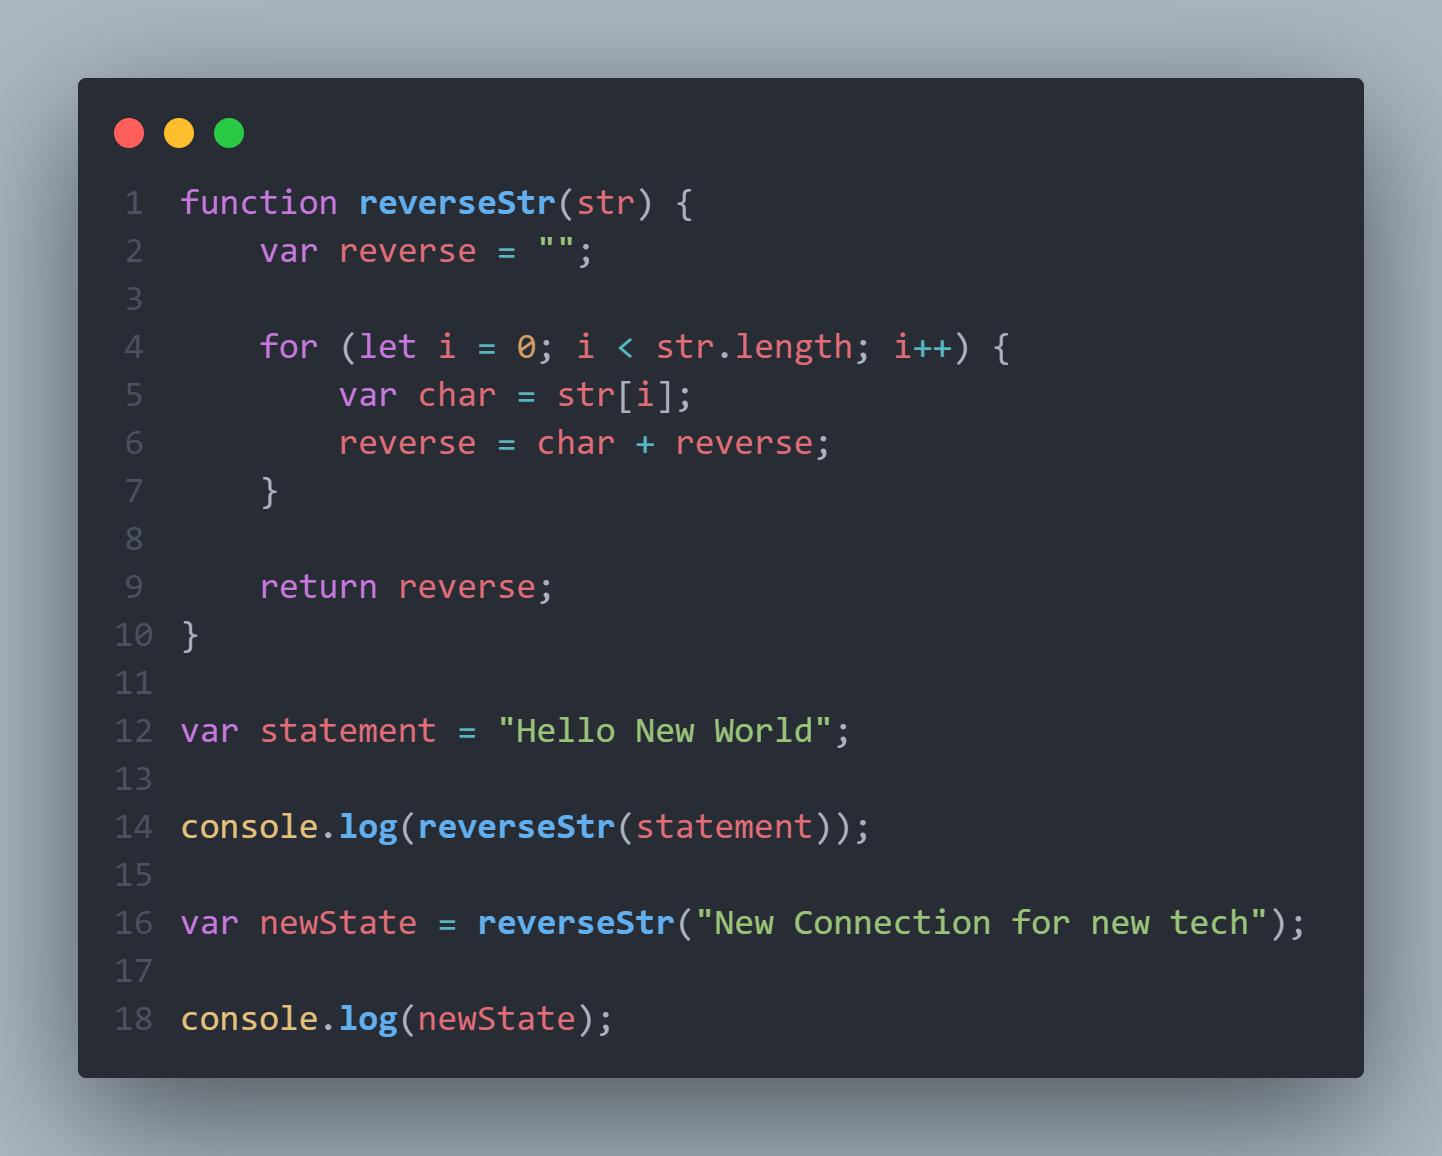 1 function reverseStr(str) {
2     var reverse = "";
3
4     for (let i = 0; i < str.length; i++) {
5         var char = str[i];
6         reverse = char + reverse;
7     }
8
9     return reverse;
10 }
11
12 var statement = "Hello New World";
13
14 console.log(reverseStr(statement));
15
16 var newState = reverseStr("New Connection for new tech");
17
18 console.log(newState);